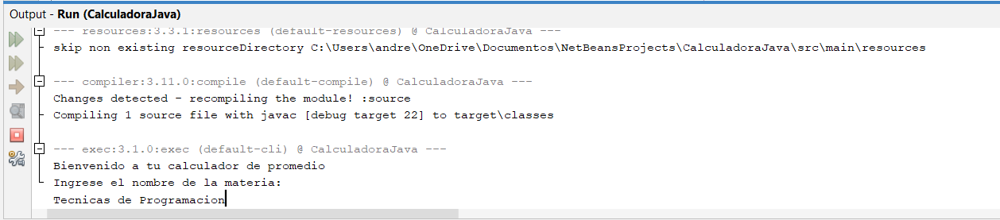 Output - Run (CalculadoraJava)
--- resources:3.3.1:resources (default-resources) @ CalculadoraJava ---
skip non existing resourceDirectory C:\Users\andre\OneDrive\Documentos\NetBeansProjects\CalculadoraJava\src\main\resources
--- compiler:3.11.0:compile (default-compile) @ CalculadoraJava ---
Changes detected - recompiling the module! :source
Compiling 1 source file with javac [debug target 22] to target\classes
--- exec:3.1.0:exec (default-cli) @ CalculadoraJava ---
Bienvenido a tu calculador de promedio
Ingrese el nombre de la materia:
Tecnicas de Programacion